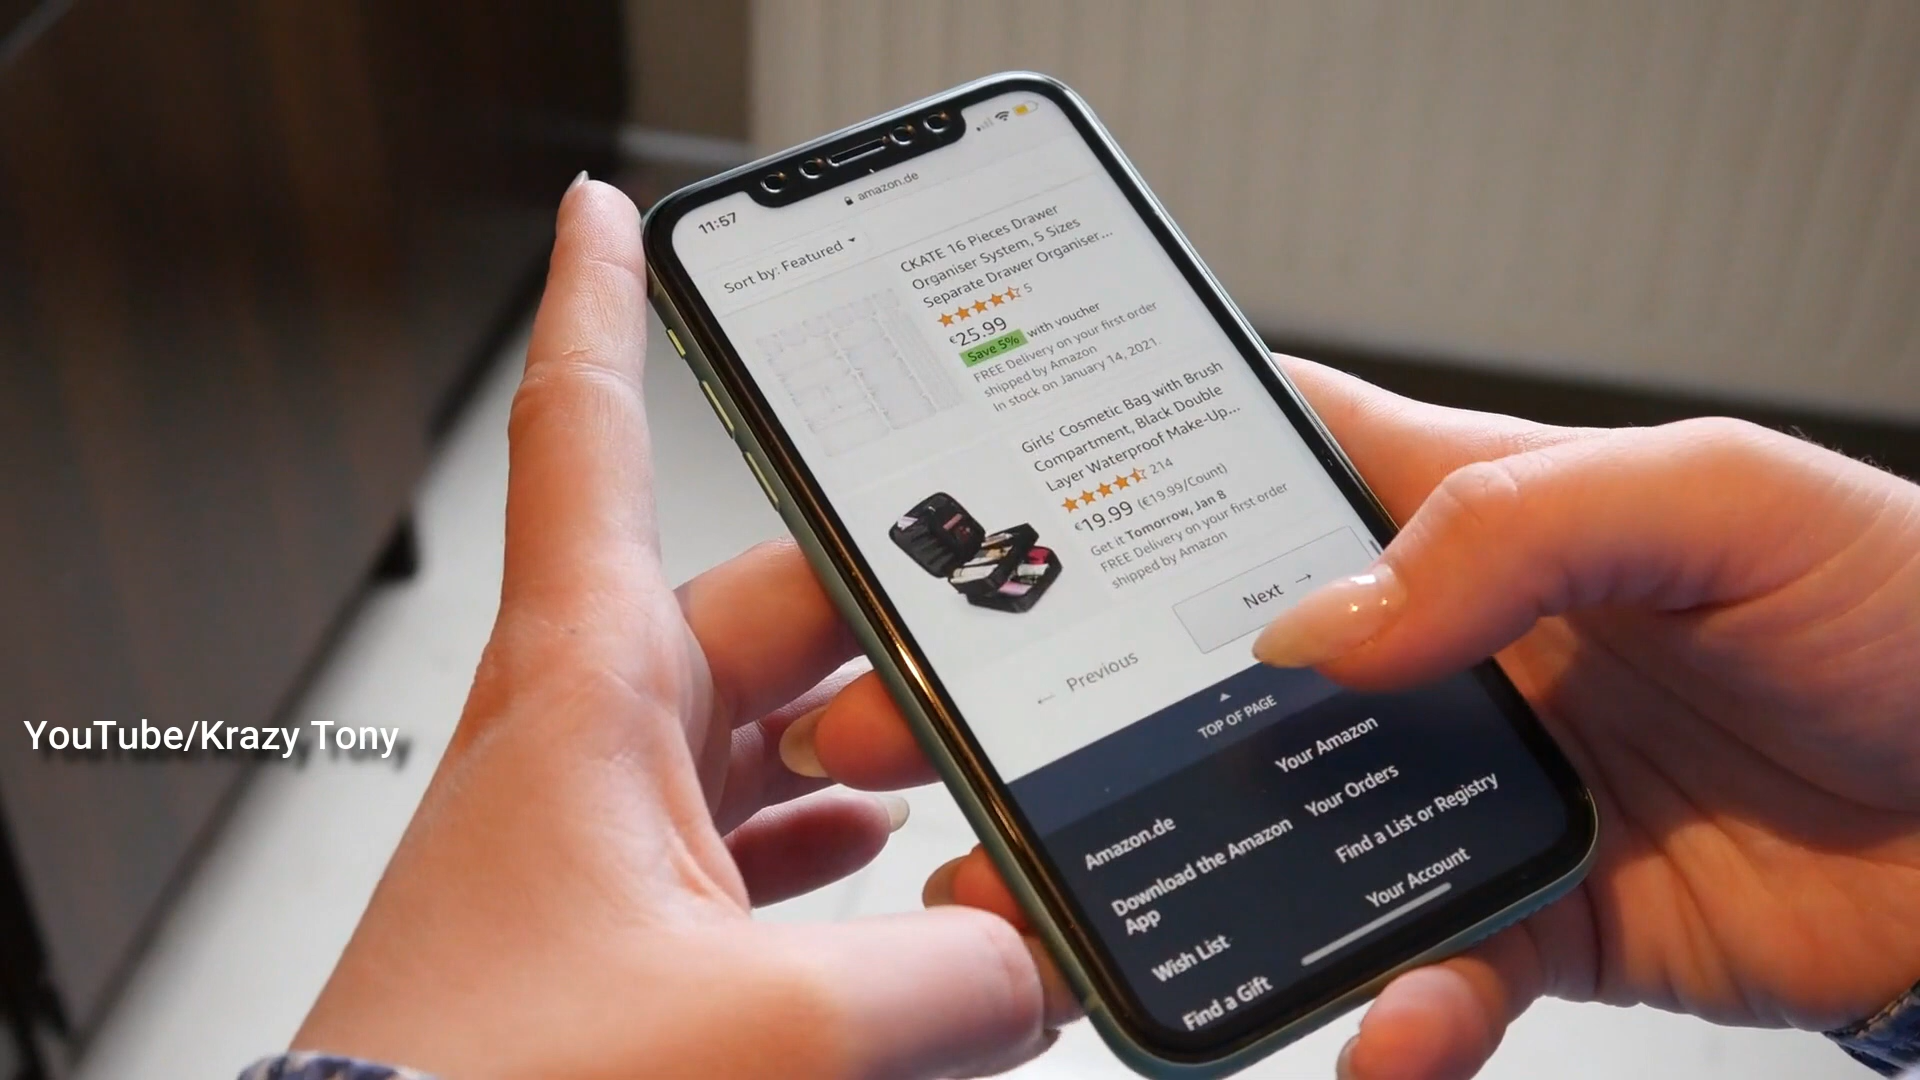 11:57
amazon.de
Sort by: Featured
CKATE 16 Pieces Drawer
Organiser System, 5 Sizes
Separate Drawer Organiser...
5
€25.99
Save 5% with voucher
FREE Delivery on your first order
shipped by Amazon
In stock on January 14, 2021.
Girls' Cosmetic Bag with Brush
Compartment, Black Double
Layer Waterproof Make-Up...
214
€19.99 (€19.99/Count)
Get it Tomorrow, Jan 8
FREE Delivery on your first order
shipped by Amazon
← Previous
Next →
TOP OF PAGE
Amazon.de
Download the Amazon
App
Wish List
Find a Gift
Your Amazon
Your Orders
Find a List or Registry
Your Account
YouTube/Krazy Tony